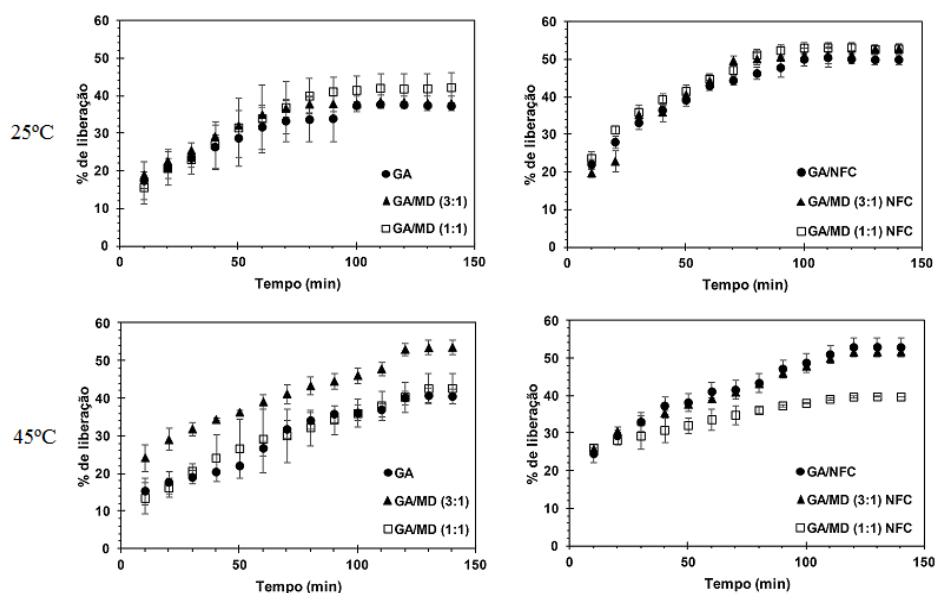 25ºC
% de liberação
60
50
40
30
20
10
0
0 50 100 150
Tempo (min)
GA
GA/MD (3:1)
GA/MD (1:1)
% de liberação
60
50
40
30
20
10
0
0 50 100 150
Tempo (min)
GA/NFC
GA/MD (3:1) NFC
GA/MD (1:1) NFC
45ºC
% de liberação
60
50
40
30
20
10
0
0 50 100 150
Tempo (min)
GA
GA/MD (3:1)
GA/MD (1:1)
% de liberação
60
50
40
30
20
10
0
0 50 100 150
Tempo (min)
GA/NFC
GA/MD (3:1) NFC
GA/MD (1:1) NFC